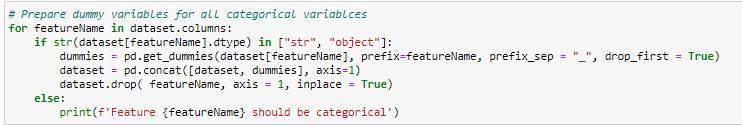 # Prepare dummy variables for all categorical variables
for featureName in dataset.columns:
    if str(dataset[featureName].dtype) in ["str", "object"]:
        dummies = pd.get_dummies(dataset[featureName], prefix=featureName, prefix_sep = "_", drop_first = True)
        dataset = pd.concat([dataset, dummies], axis=1)
        dataset.drop( featureName, axis = 1, inplace = True)
    else:
        print(f'Feature {featureName} should be categorical')